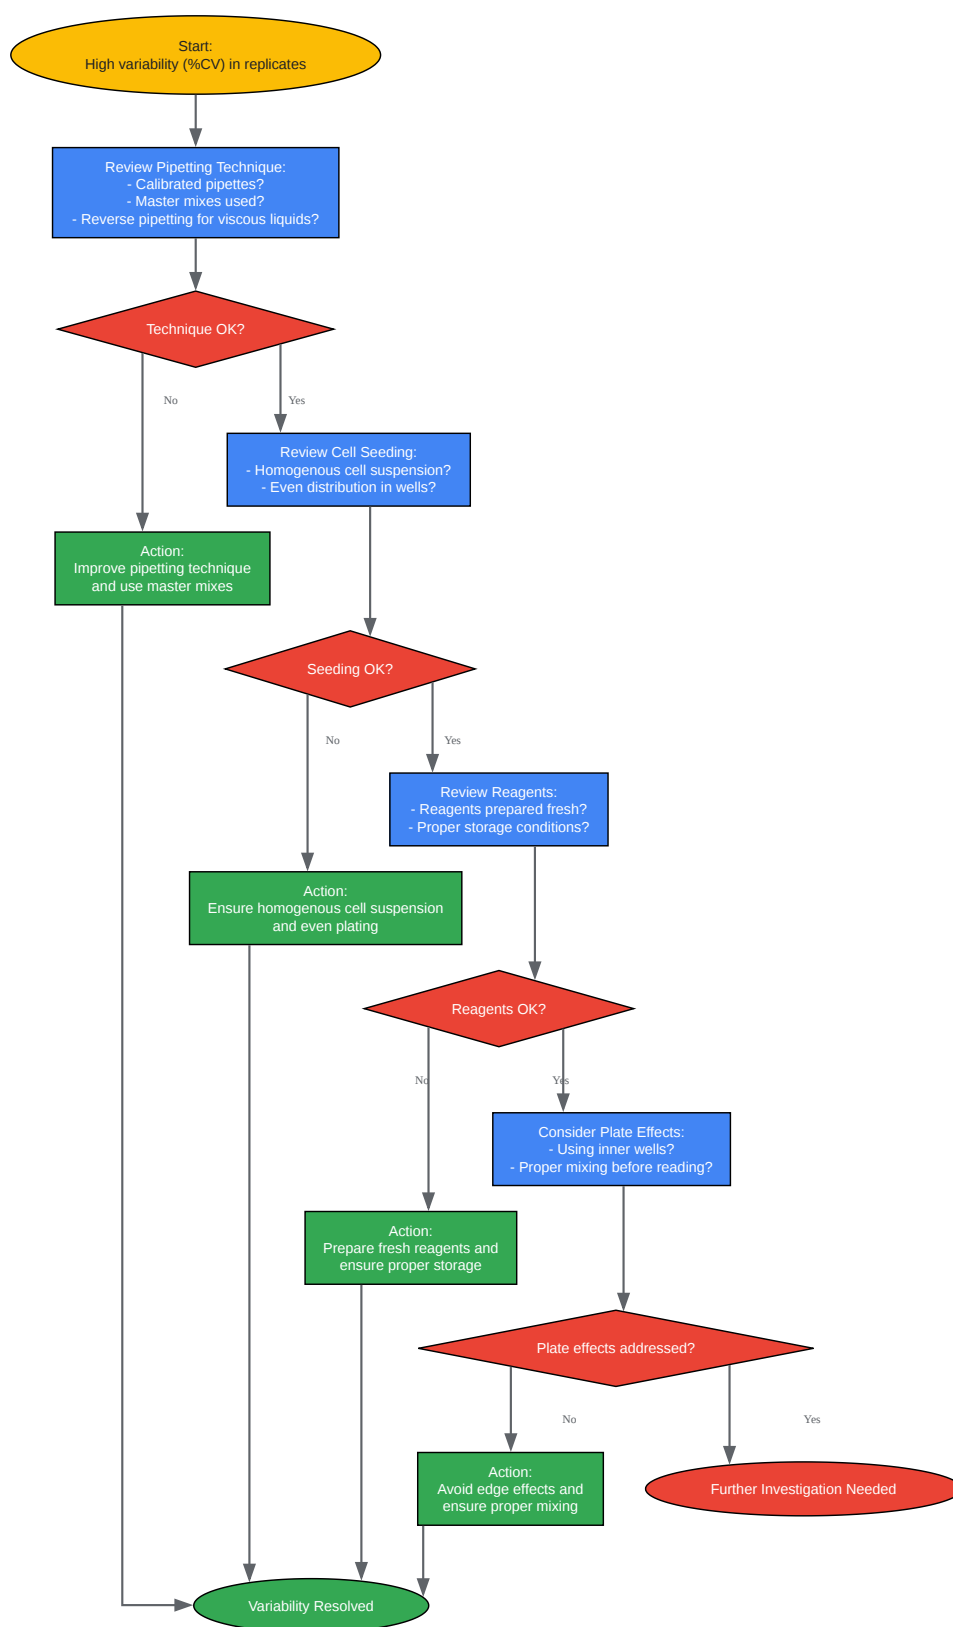 Start:
High variability (%CV) in replicates
Review Pipetting Technique:
- Calibrated pipettes?
- Master mixes used?
- Reverse pipetting for viscous liquids?
Technique OK?
No
Yes
Review Cell Seeding:
- Homogenous cell suspension?
- Even distribution in wells?
Action:
Improve pipetting technique
and use master mixes
Seeding OK?
No
Yes
Review Reagents:
- Reagents prepared fresh?
- Proper storage conditions?
Action:
Ensure homogenous cell suspension
and even plating
Reagents OK?
No
Yes
Consider Plate Effects:
- Using inner wells?
- Proper mixing before reading?
Action:
Prepare fresh reagents and
ensure proper storage
Plate effects addressed?
No
Yes
Action:
Avoid edge effects and
ensure proper mixing
Further Investigation Needed
Variability Resolved